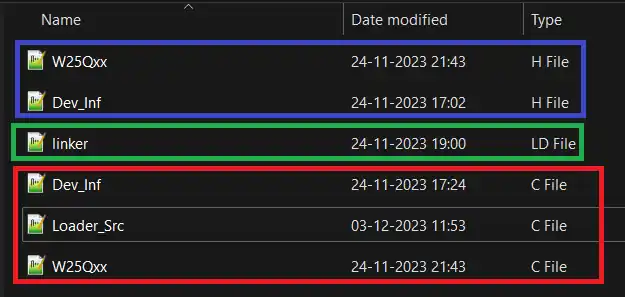 Name Date modified Type
W25Qxx 24-11-2023 21:43 H File
Dev_Inf 24-11-2023 17:02 H File
linker 24-11-2023 19:00 LD File
Dev_Inf 24-11-2023 17:24 C File
Loader_Src 03-12-2023 11:53 C File
W25Qxx 24-11-2023 21:43 C File